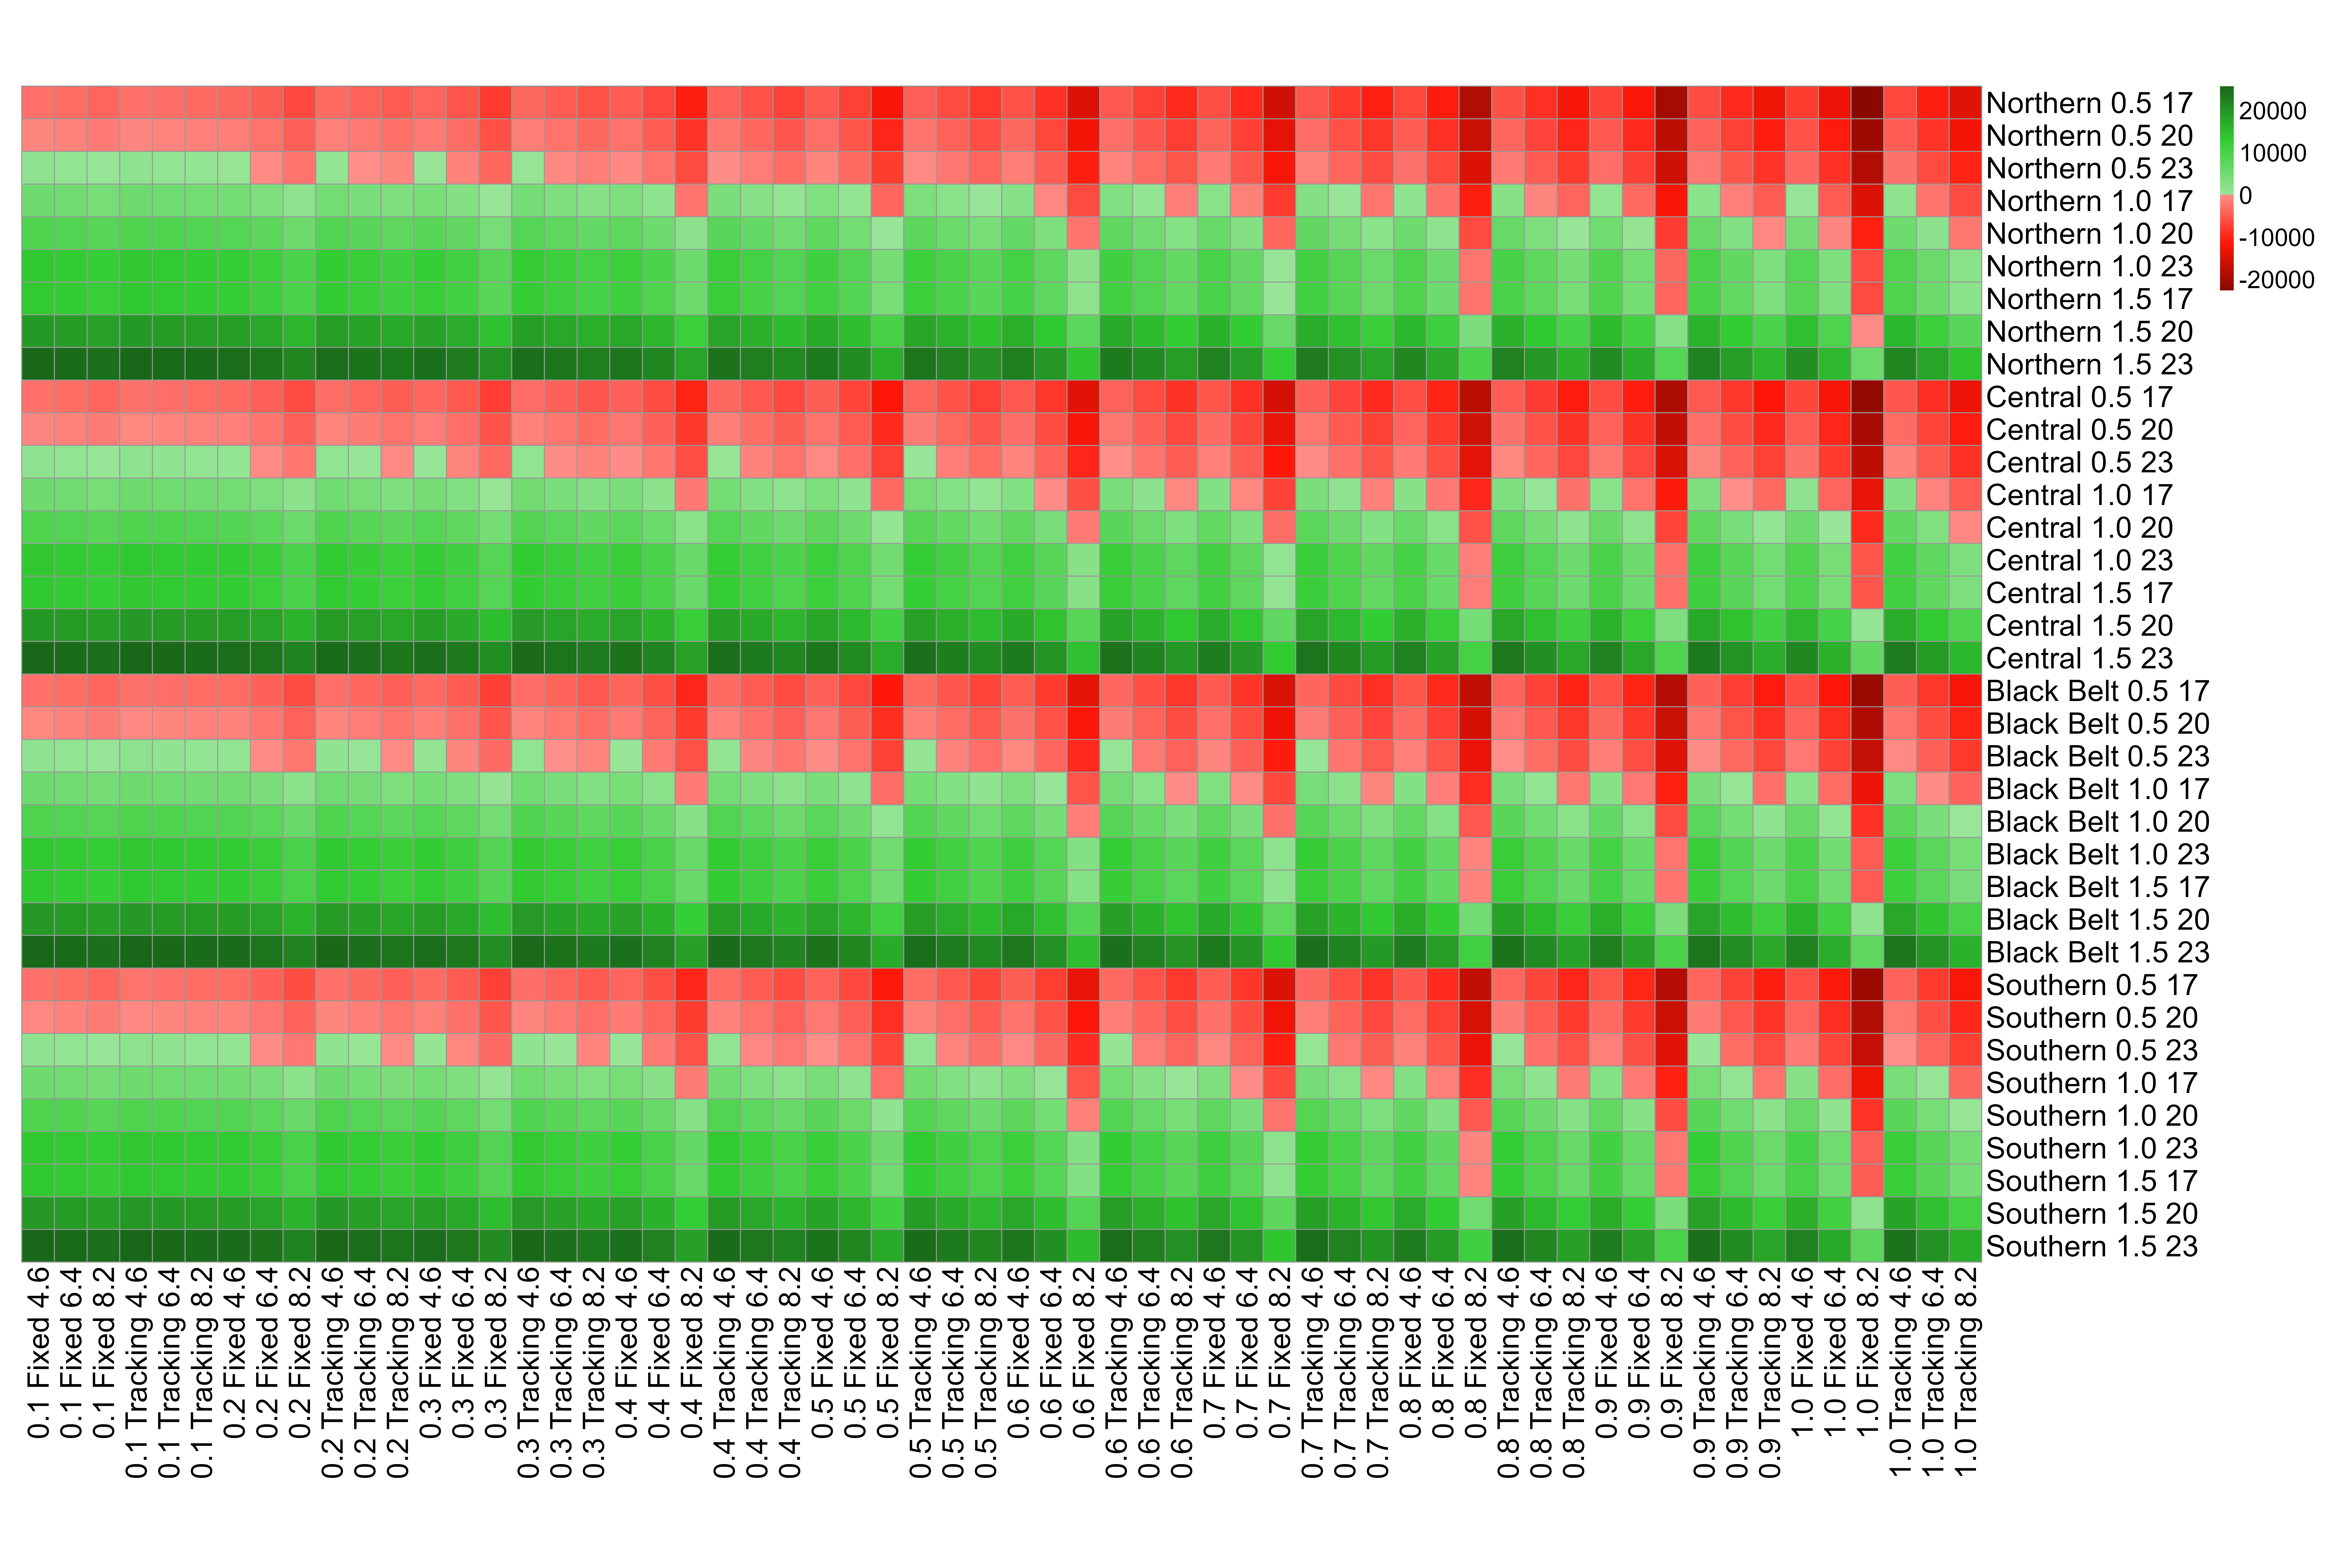 Northern 0.5 17
Northern 0.5 20
Northern 0.5 23
Northern 1.0 17
Northern 1.0 20
Northern 1.0 23
Northern 1.5 17
Northern 1.5 20
Northern 1.5 23
Central 0.5 17
Central 0.5 20
Central 0.5 23
Central 1.0 17
Central 1.0 20
Central 1.0 23
Central 1.5 17
Central 1.5 20
Central 1.5 23
Black Belt 0.5 17
Black Belt 0.5 20
Black Belt 0.5 23
Black Belt 1.0 17
Black Belt 1.0 20
Black Belt 1.0 23
Black Belt 1.5 17
Black Belt 1.5 20
Black Belt 1.5 23
Southern 0.5 17
Southern 0.5 20
Southern 0.5 23
Southern 1.0 17
Southern 1.0 20
Southern 1.0 23
Southern 1.5 17
Southern 1.5 20
Southern 1.5 23
20000
10000
0
-10000
-20000
0.1 Fixed 4.6
0.1 Fixed 6.4
0.1 Fixed 8.2
0.1 Tracking 4.6
0.1 Tracking 6.4
0.1 Tracking 8.2
0.2 Fixed 4.6
0.2 Fixed 6.4
0.2 Fixed 8.2
0.2 Tracking 4.6
0.2 Tracking 6.4
0.2 Tracking 8.2
0.3 Fixed 4.6
0.3 Fixed 6.4
0.3 Fixed 8.2
0.3 Tracking 4.6
0.3 Tracking 6.4
0.3 Tracking 8.2
0.4 Fixed 4.6
0.4 Fixed 6.4
0.4 Fixed 8.2
0.4 Tracking 4.6
0.4 Tracking 6.4
0.4 Tracking 8.2
0.5 Fixed 4.6
0.5 Fixed 6.4
0.5 Fixed 8.2
0.5 Tracking 4.6
0.5 Tracking 6.4
0.5 Tracking 8.2
0.6 Fixed 4.6
0.6 Fixed 6.4
0.6 Fixed 8.2
0.6 Tracking 4.6
0.6 Tracking 6.4
0.6 Tracking 8.2
0.7 Fixed 4.6
0.7 Fixed 6.4
0.7 Fixed 8.2
0.7 Tracking 4.6
0.7 Tracking 6.4
0.7 Tracking 8.2
0.8 Fixed 4.6
0.8 Fixed 6.4
0.8 Fixed 8.2
0.8 Tracking 4.6
0.8 Tracking 6.4
0.8 Tracking 8.2
0.9 Fixed 4.6
0.9 Fixed 6.4
0.9 Fixed 8.2
0.9 Tracking 4.6
0.9 Tracking 6.4
0.9 Tracking 8.2
1.0 Fixed 4.6
1.0 Fixed 6.4
1.0 Fixed 8.2
1.0 Tracking 4.6
1.0 Tracking 6.4
1.0 Tracking 8.2